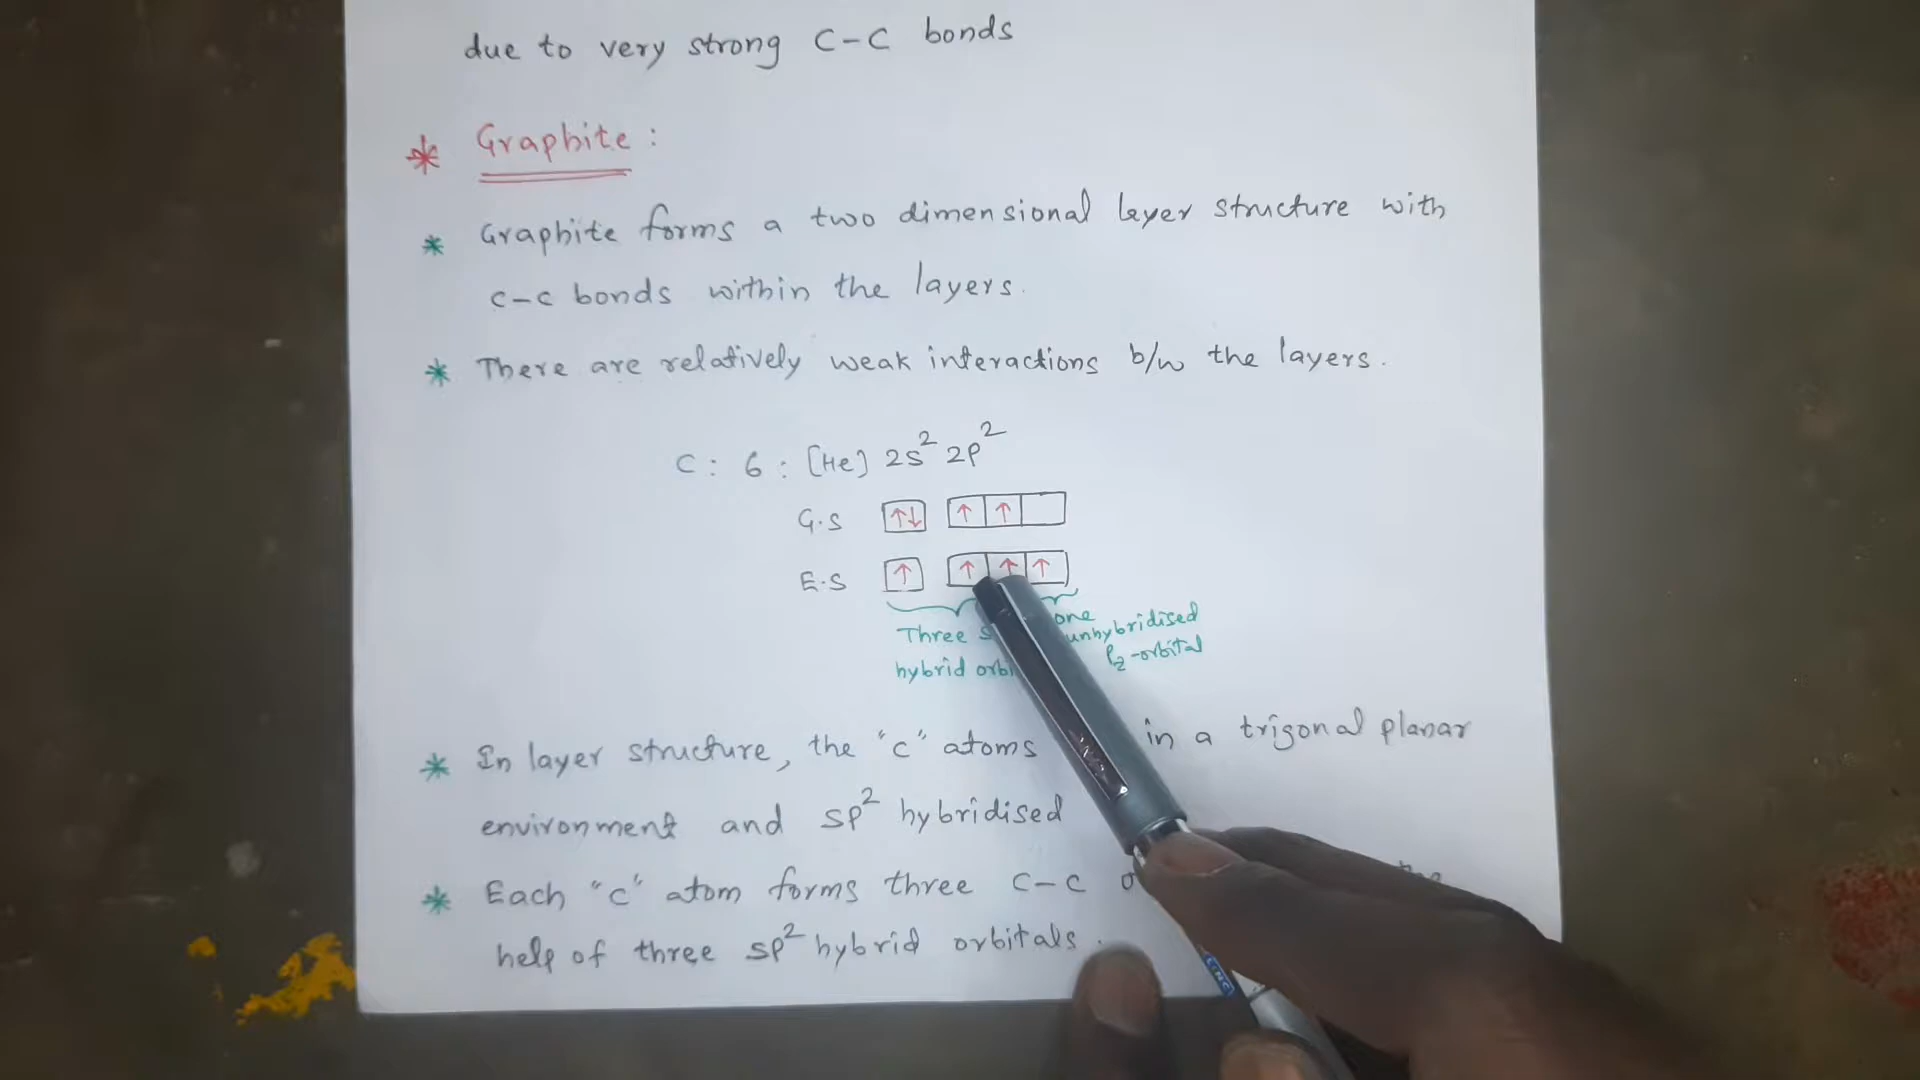 due to very strong C-C bonds
* Graphite :
* Graphite forms a two dimensional layer structure with
C-C bonds within the layers.
* There are relatively weak interactions b/w the layers.
C : 6 : [He] 2s² 2p²
G.S ↑↓ ↑ ↑
E.S ↑ ↑ ↑ ↑
Three one
unhybridised
hybrid Pz-orbital
* In layer structure, the "c" atoms in a trigonal planar
environment and sp² hybridised
* Each "c" atom forms three C-C
help of three sp² hybrid orbitals.
LINC